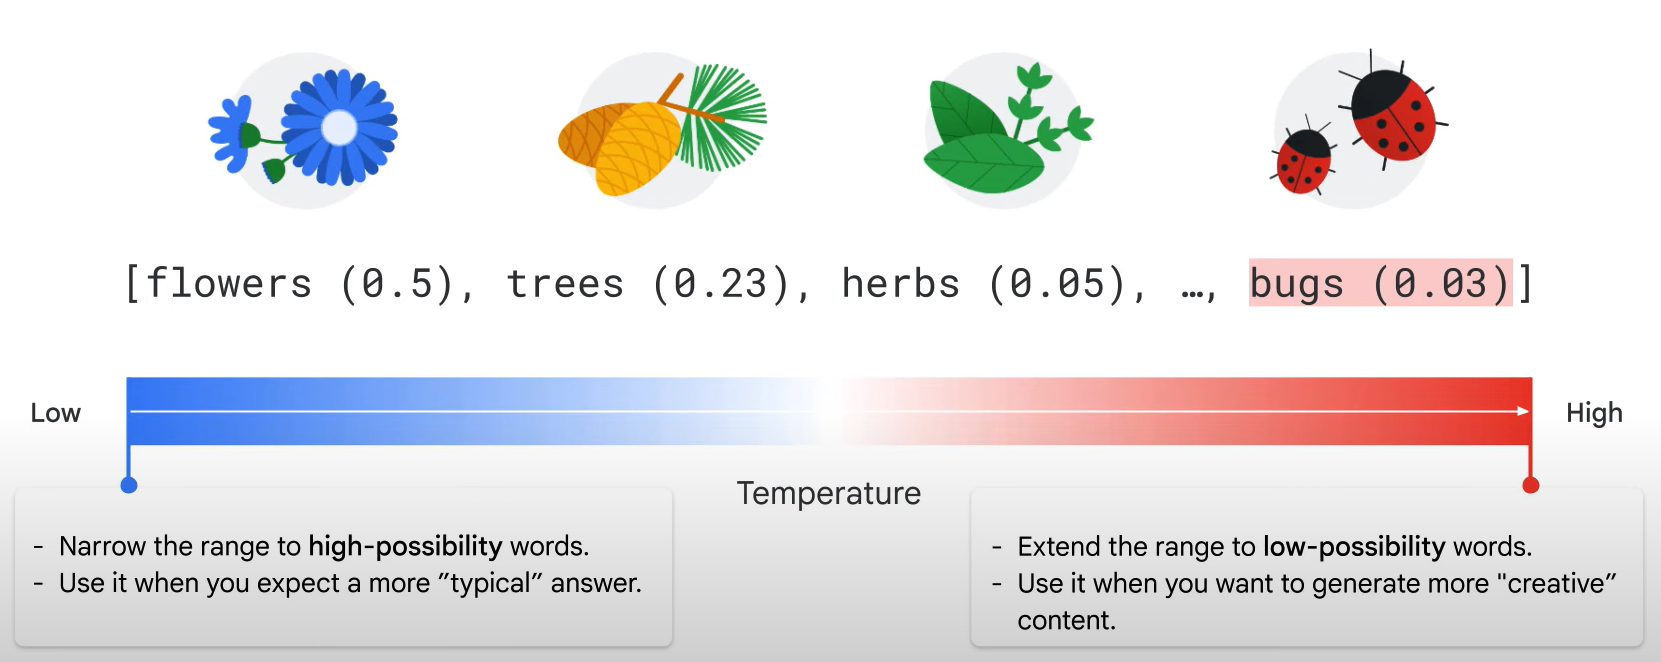 [flowers (0.5), trees (0.23), herbs (0.05), …, bugs (0.03)]
Low
High
Temperature
- Narrow the range to high-possibility words.
- Use it when you expect a more ”typical” answer.
- Extend the range to low-possibility words.
- Use it when you want to generate more "creative”
content.